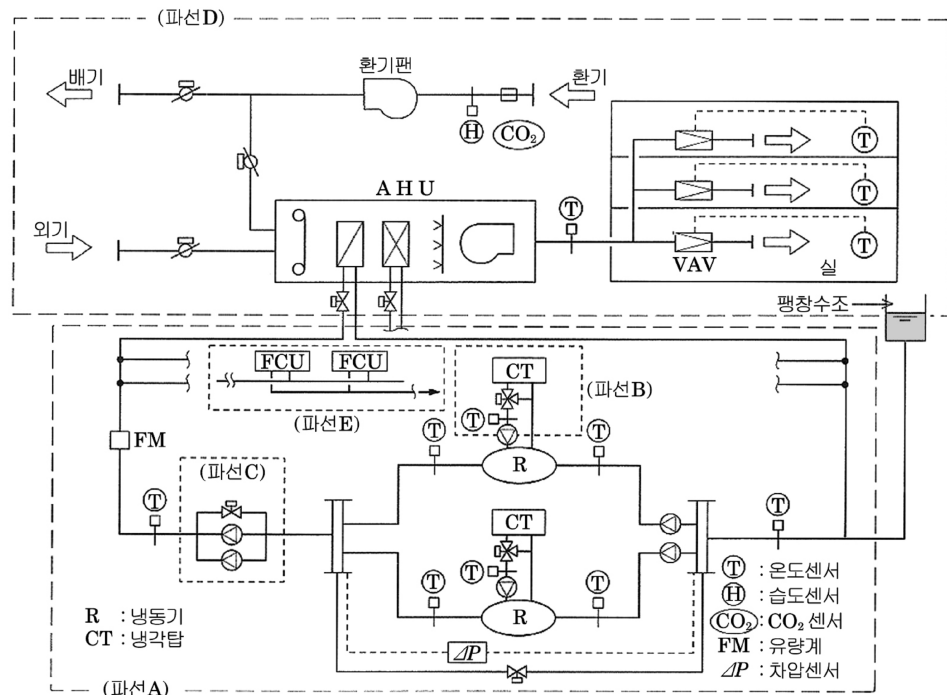 (파선D)
배기
환기팬
환기
H
CO₂
T
A H U
T
T
외기
T
VAV
실
팽창수조
FCU
FCU
CT
(파선B)
(파선E)
T
T
T
R
FM
(파선C)
T
CT
T
T
T
T
R
T : 온도센서
H : 습도센서
CO₂ : CO₂ 센서
FM : 유량계
ΔP : 차압센서
R : 냉동기
CT : 냉각탑
ΔP
(파선A)